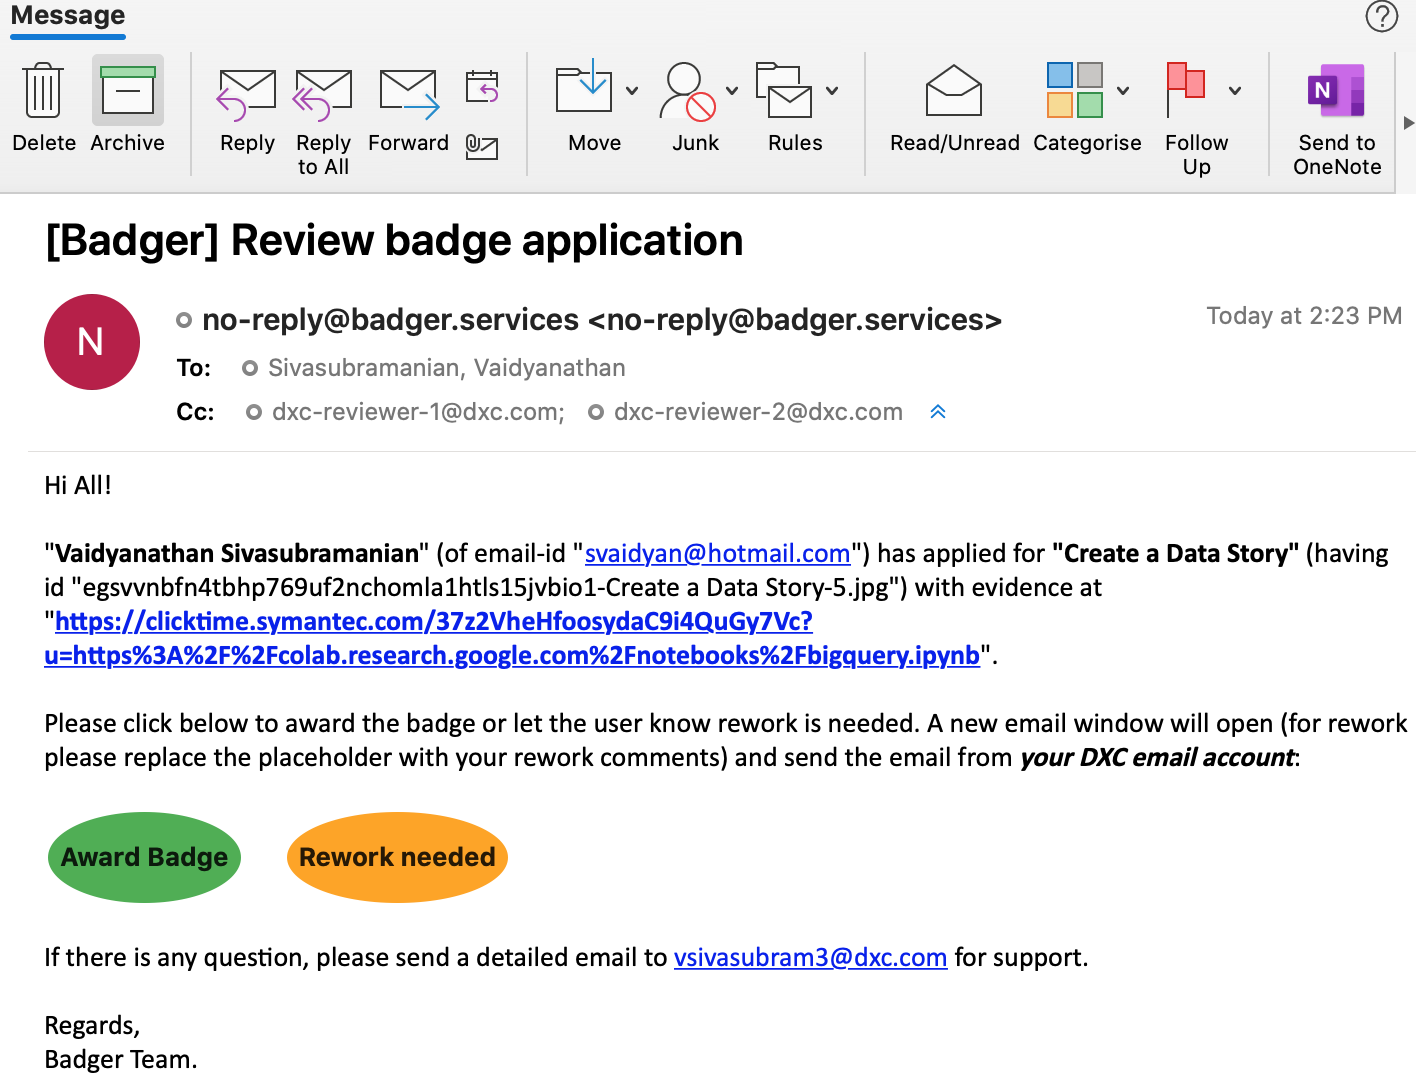 Message
?
Delete
Archive
Reply
Reply
to All
Forward
Move
Junk
Rules
Read/Unread
Categorise
Follow
Up
N
Send to
OneNote
[Badger] Review badge application
N
no-reply@badger.services <no-reply@badger.services>
Today at 2:23 PM
To: Sivasubramanian, Vaidyanathan
Cc: dxc-reviewer-1@dxc.com; dxc-reviewer-2@dxc.com
Hi All!
"Vaidyanathan Sivasubramanian" (of email-id "svaidyan@hotmail.com") has applied for "Create a Data Story" (having
id "egsvvnbfn4tbhp769uf2nchomla1htls15jvbio1-Create a Data Story-5.jpg") with evidence at
"https://clicktime.symantec.com/37z2VheHfoosydaC9i4QuGy7Vc?
u=https%3A%2F%2Fcolab.research.google.com%2Fnotebooks%2Fbigquery.ipynb".
Please click below to award the badge or let the user know rework is needed. A new email window will open (for rework
please replace the placeholder with your rework comments) and send the email from your DXC email account:
Award Badge
Rework needed
If there is any question, please send a detailed email to vsivasubram3@dxc.com for support.
Regards,
Badger Team.